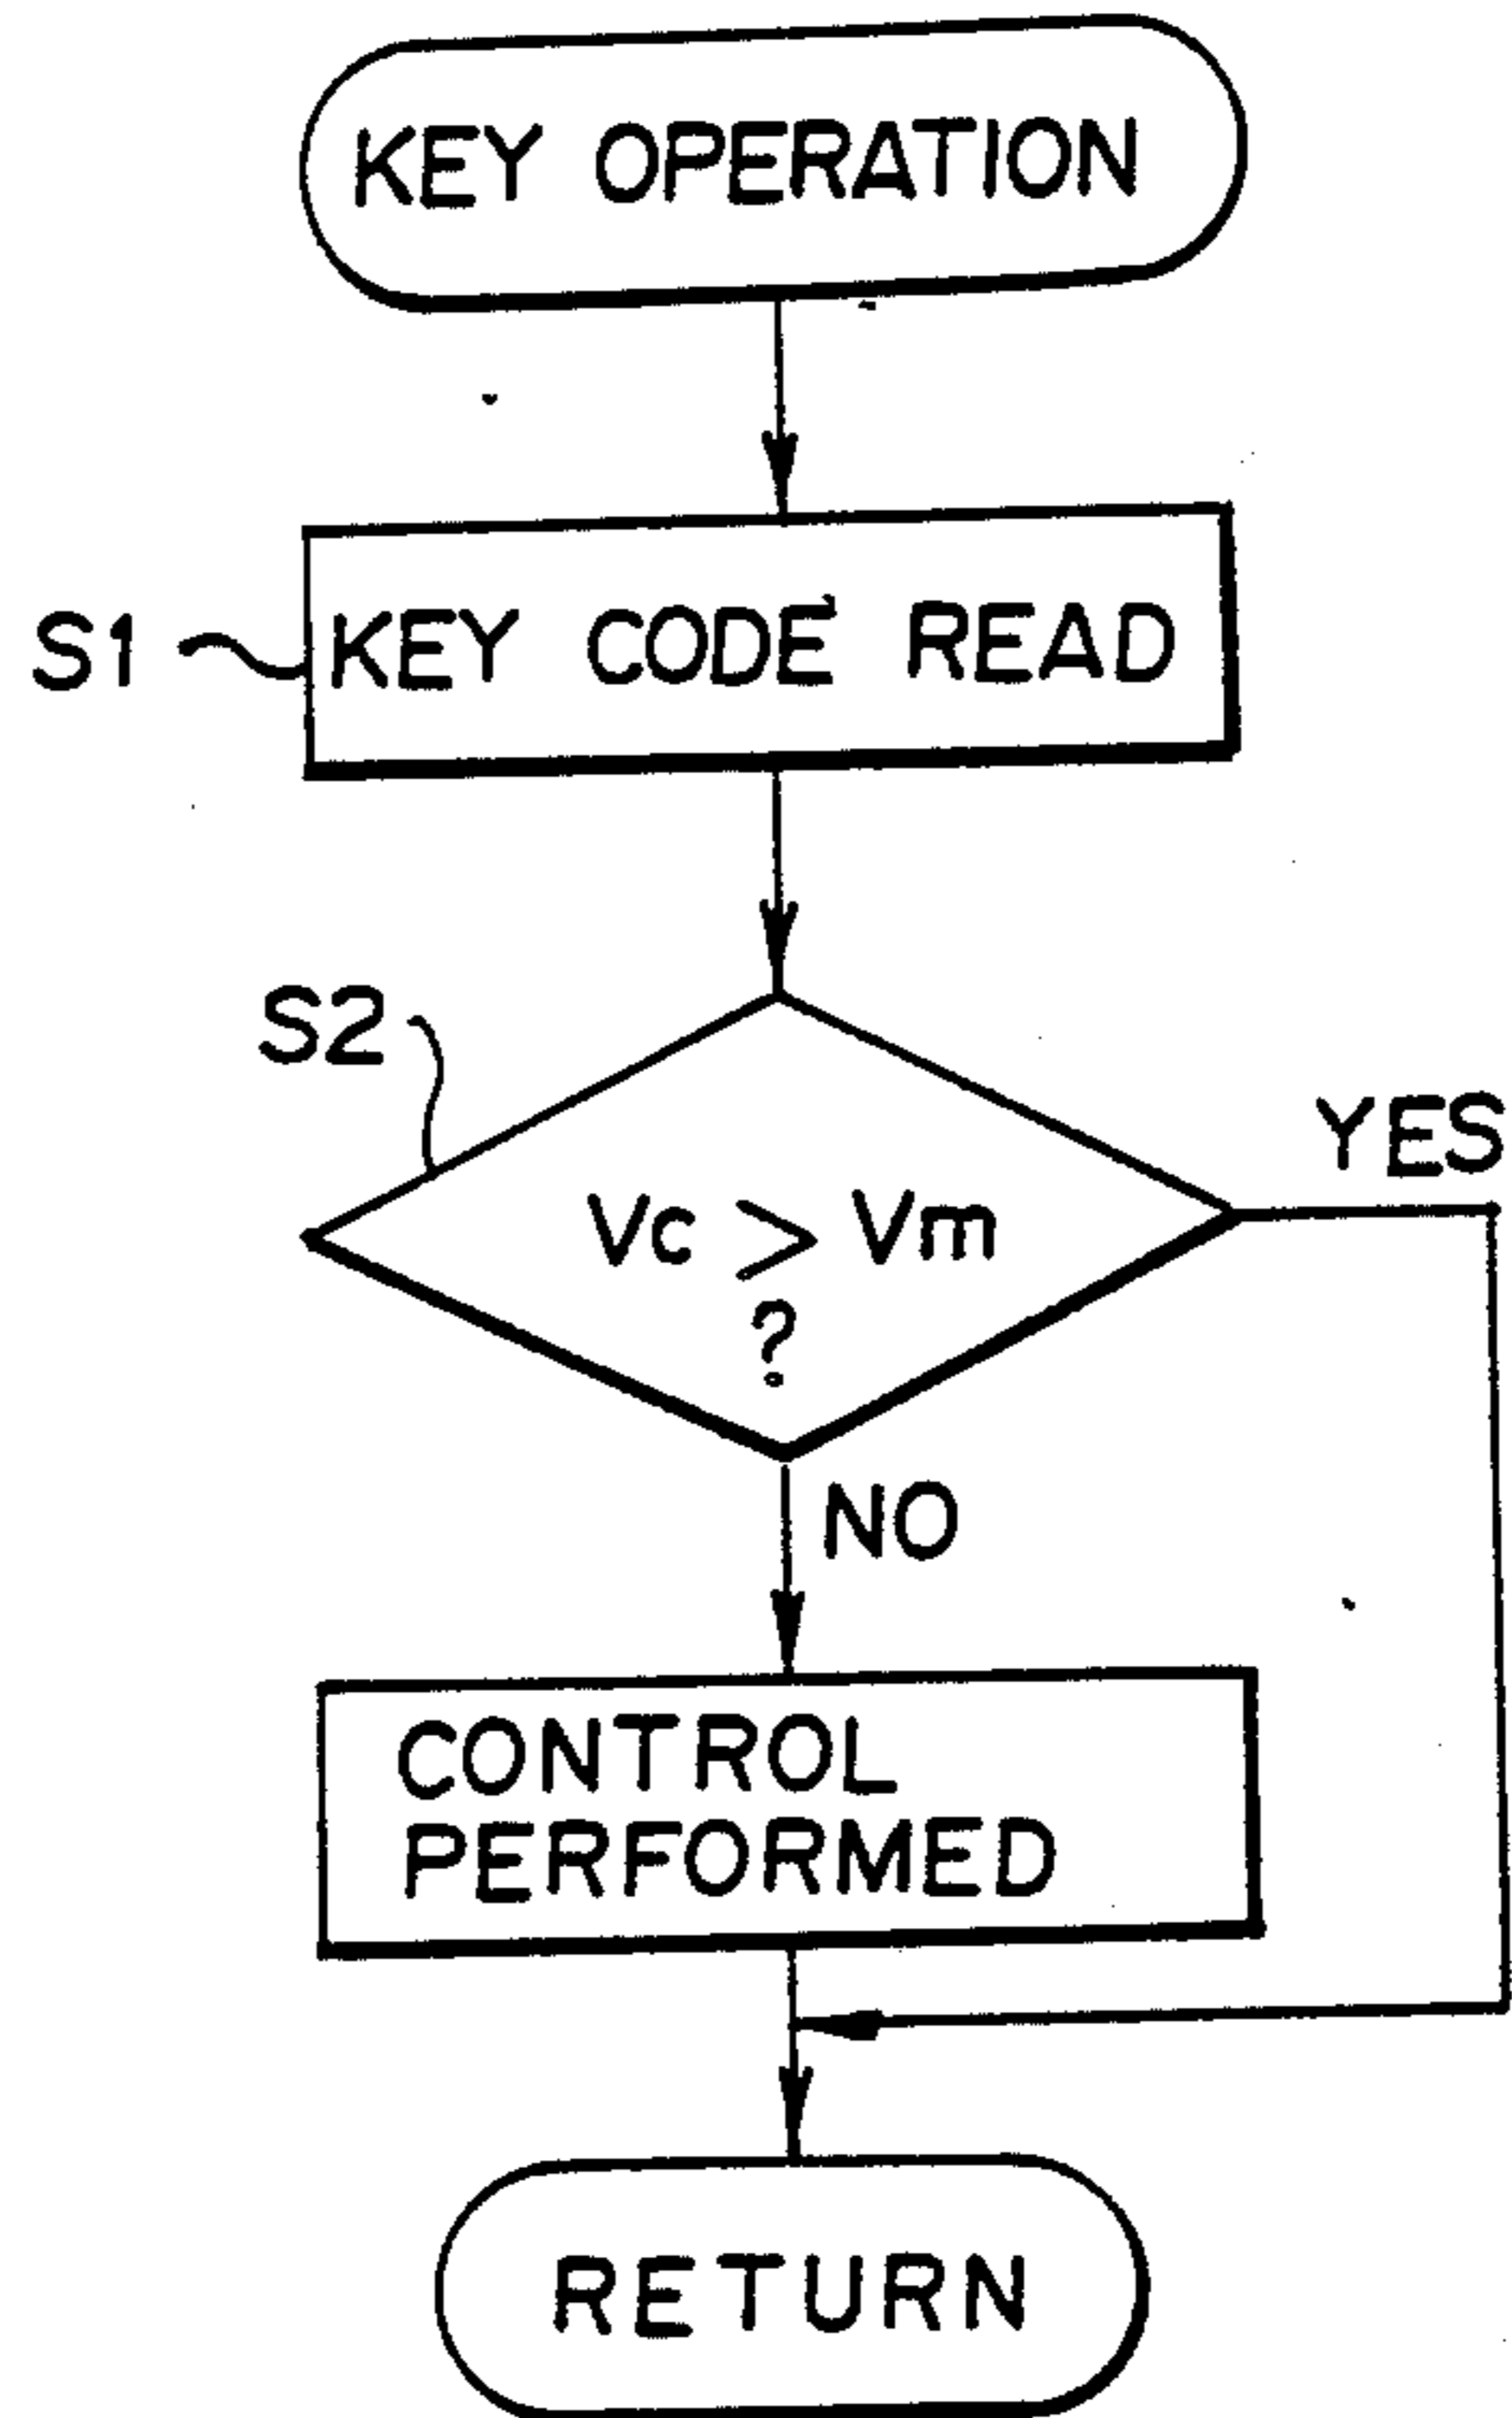 KEY OPERATION
S1
KEY CODE READ
S2
Vc > Vm
?
YES
NO
CONTROL
PERFORMED
RETURN